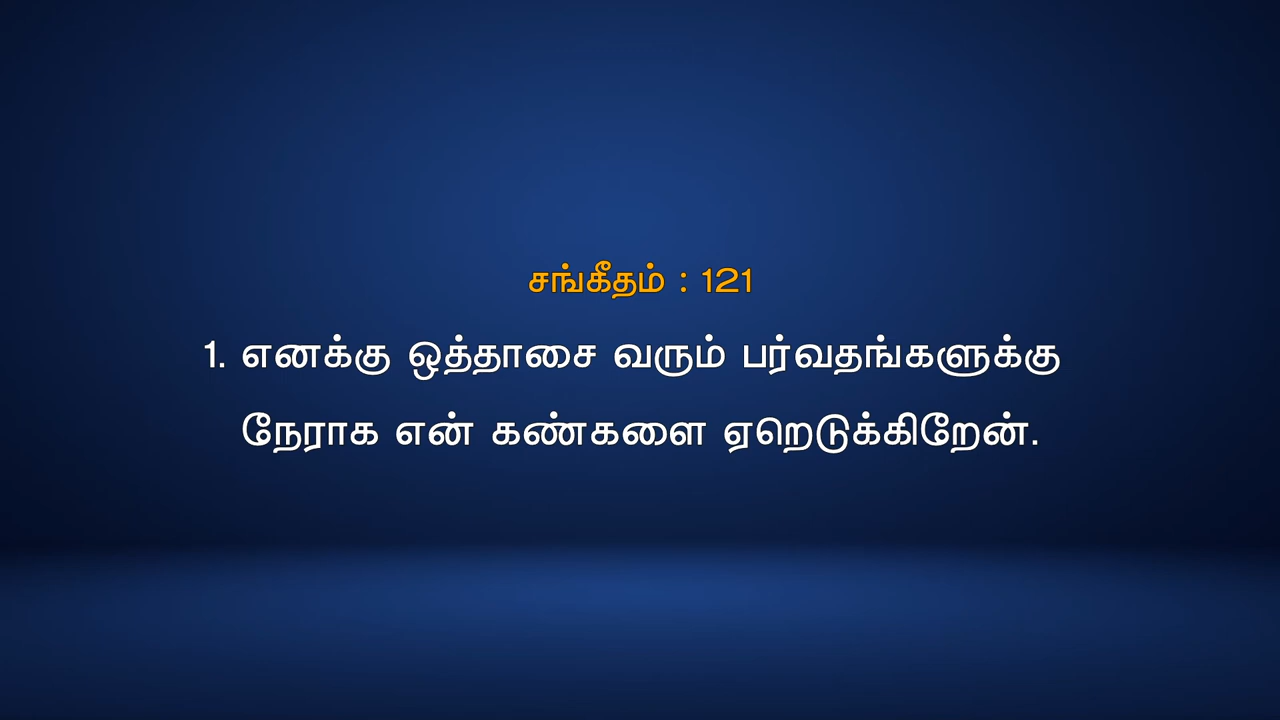 சங்கீதம் : 121
1. எனக்கு ஒத்தாசை வரும் பர்வதங்களுக்கு
நேராக என் கண்களை ஏறெடுக்கிறேன்.